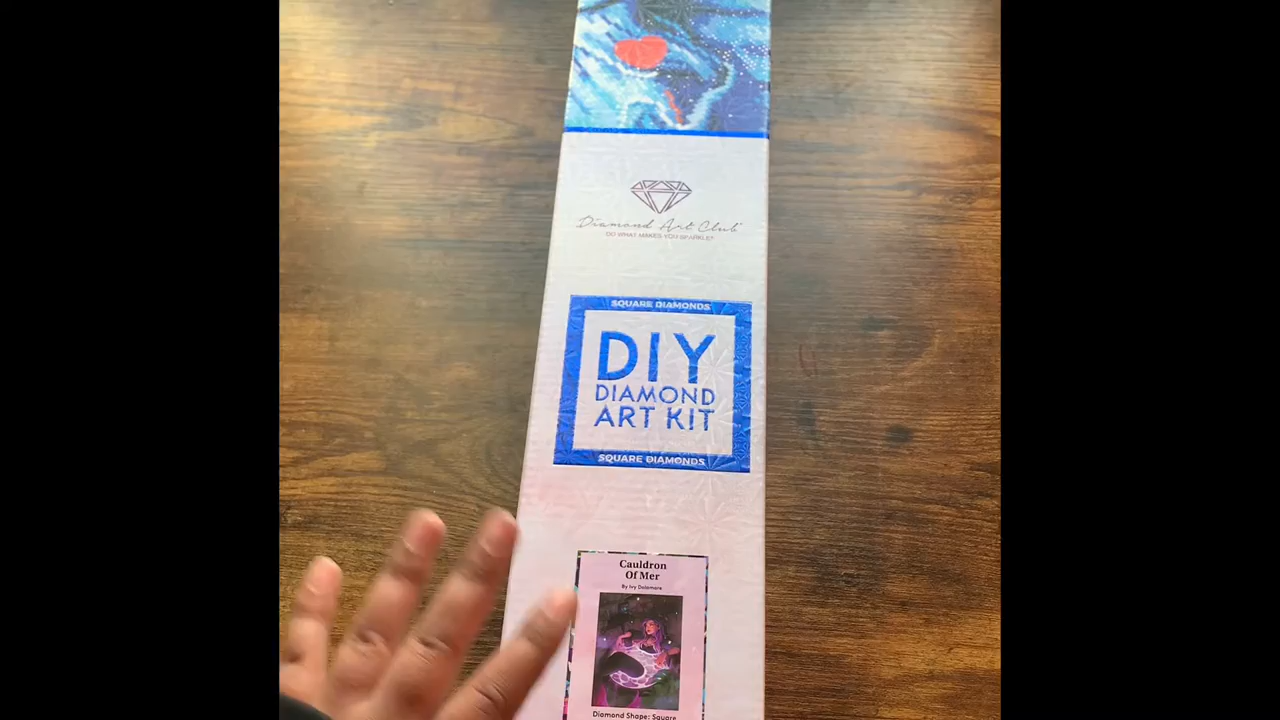 Diamond Art Club
DO WHAT MAKES YOU SPARKLE
SQUARE DIAMONDS
DIY
DIAMOND
ART KIT
SQUARE DIAMONDS
Cauldron
Of Mer
By Ivy Dolamore
Diamond Shape: Square